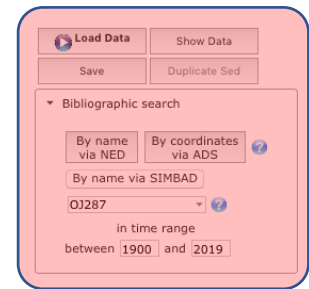 Load Data Show Data
Save Duplicate Sed
Bibliographic search
By name via NED By coordinates via ADS
By name via SIMBAD
OJ287
in time range
between 1900 and 2019